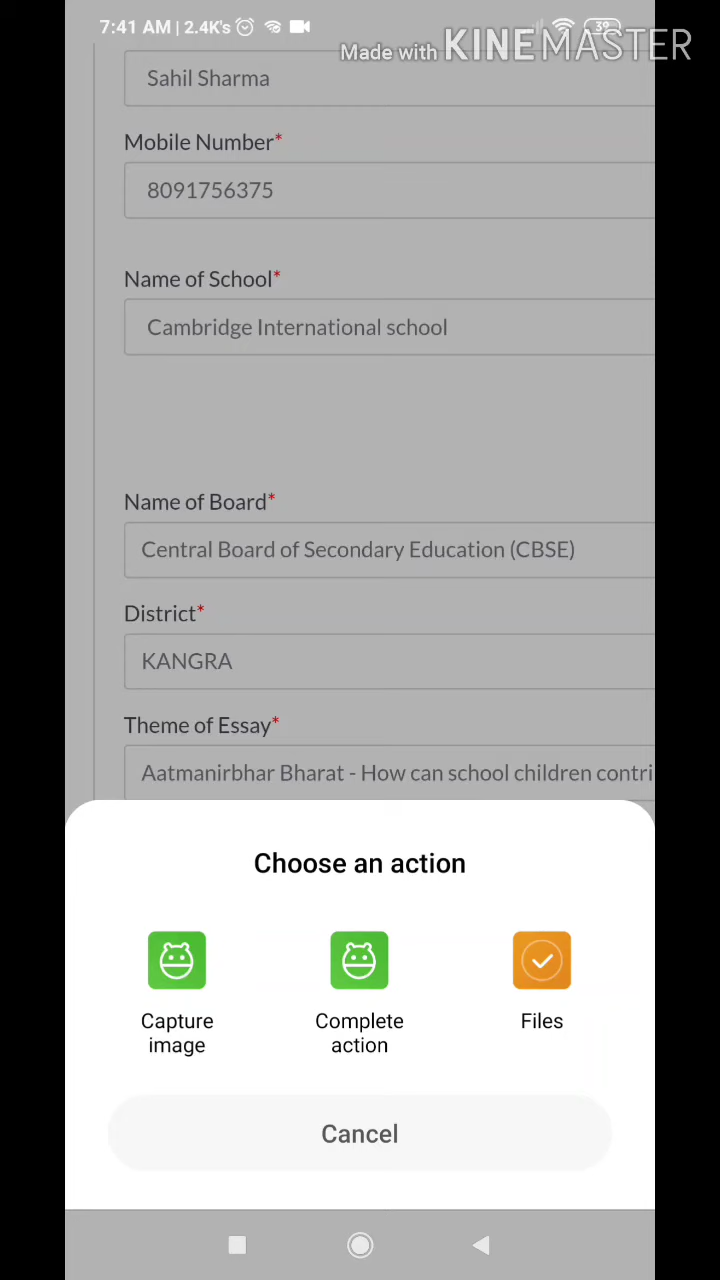 7:41 AM | 2.4K's
39
Made with KINEMASTER
Sahil Sharma
Mobile Number*
8091756375
Name of School*
Cambridge International school
Name of Board*
Central Board of Secondary Education (CBSE)
District*
KANGRA
Theme of Essay*
Aatmanirbhar Bharat - How can school children contri
Choose an action
Capture image
Complete action
Files
Cancel